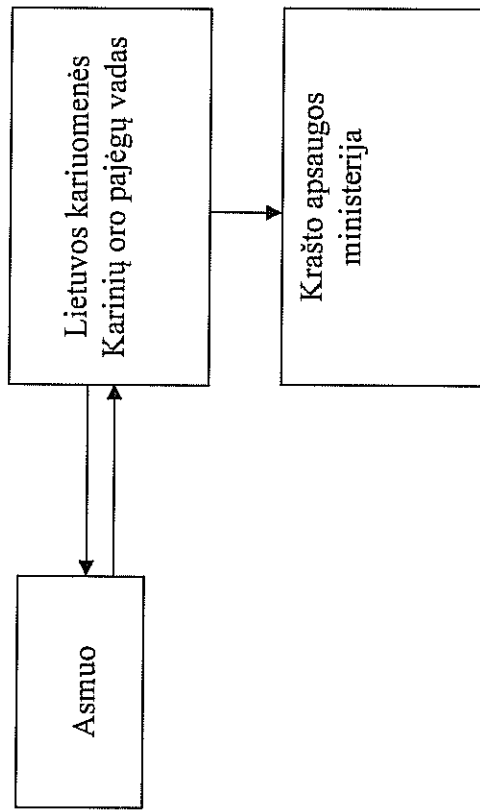 Asmuo
Lietuvos kariuomenės
Karinių oro pajėgų vadas
Krašto apsaugos
ministerija